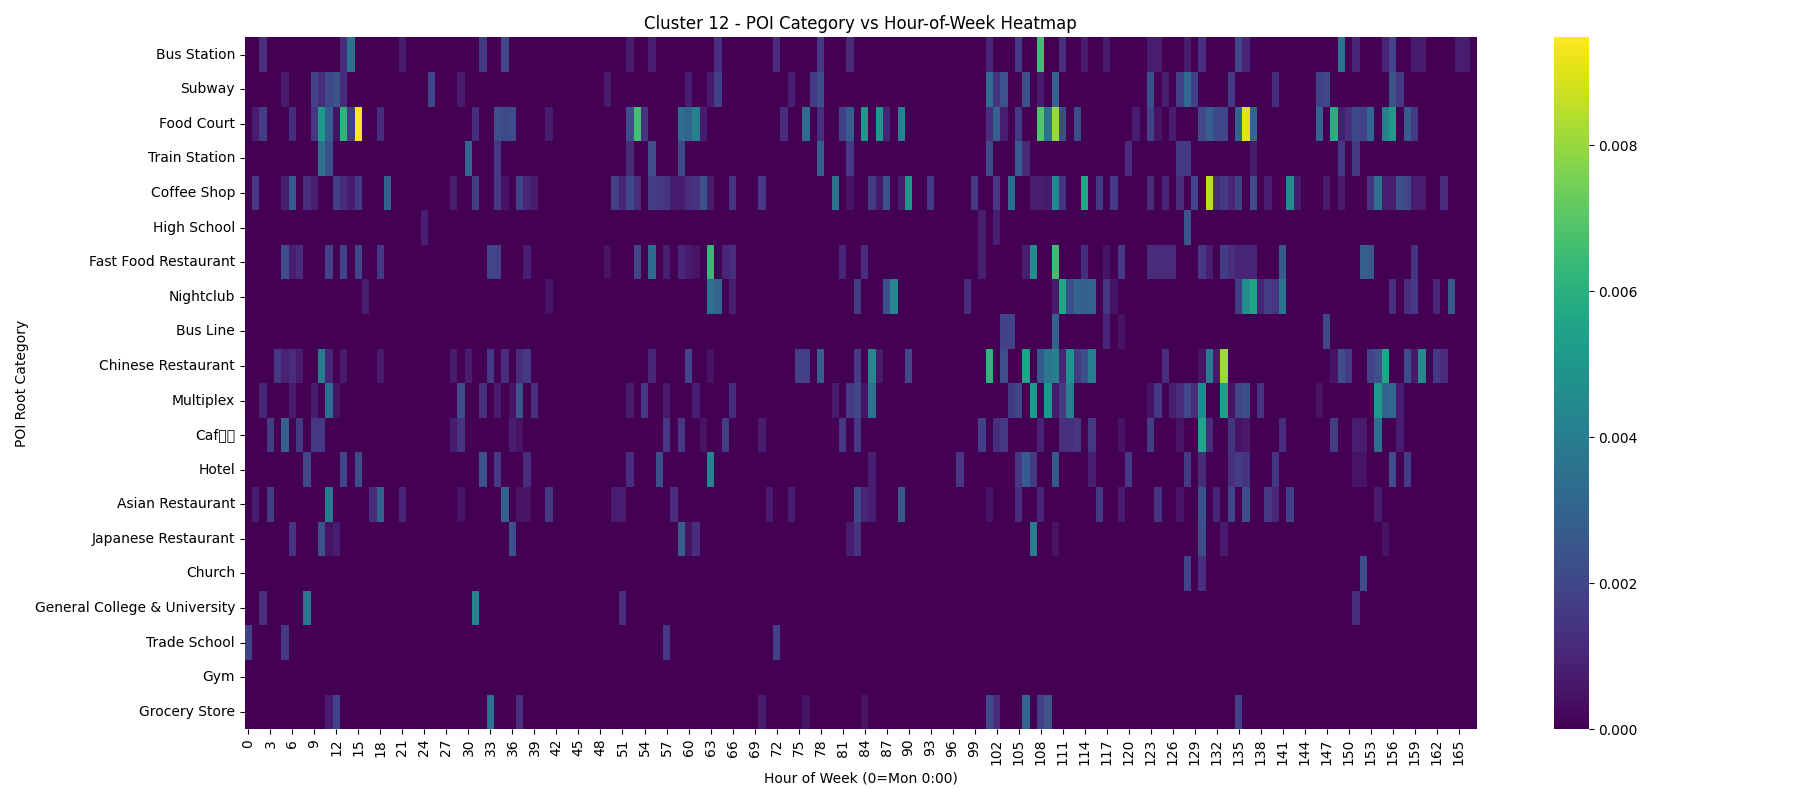 Cluster 12 - POI Category vs Hour-of-Week Heatmap
POI Root Category
Bus Station
Subway
Food Court
Train Station
Coffee Shop
High School
Fast Food Restaurant
Nightclub
Bus Line
Chinese Restaurant
Multiplex
Caf□□
Hotel
Asian Restaurant
Japanese Restaurant
Church
General College & University
Trade School
Gym
Grocery Store
0 3 6 9 12 15 18 21 24 27 30 33 36 39 42 45 48 51 54 57 60 63 66 69 72 75 78 81 84 87 90 93 96 99 102 105 108 111 114 117 120 123 126 129 132 135 138 141 144 147 150 153 156 159 162 165
Hour of Week (0=Mon 0:00)
0.008
0.006
0.004
0.002
0.000